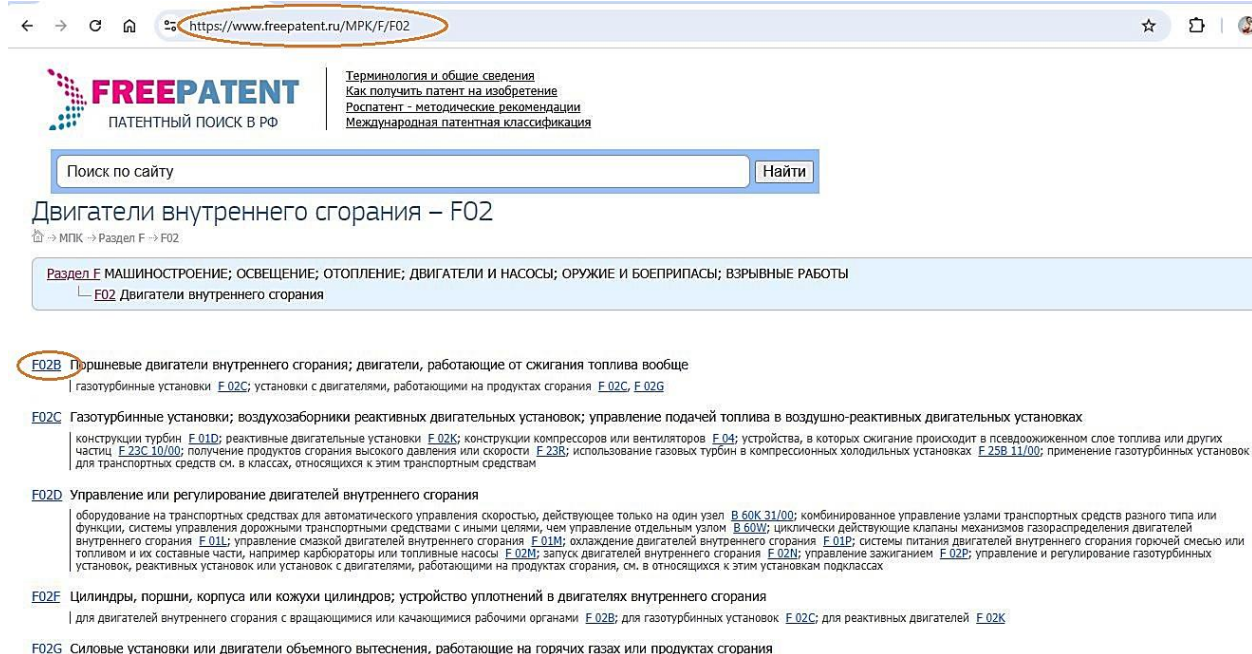 https://www.freepatent.ru/MPK/F/F02
FREEPATENT
ПАТЕНТНЫЙ ПОИСК В РФ
Терминология и общие сведения
Как получить патент на изобретение
Роспатент - методические рекомендации
Международная патентная классификация
Поиск по сайту
Найти
Двигатели внутреннего сгорания – F02
→ МПК → Раздел F → F02
Раздел F МАШИНОСТРОЕНИЕ; ОСВЕЩЕНИЕ; ОТОПЛЕНИЕ; ДВИГАТЕЛИ И НАСОСЫ; ОРУЖИЕ И БОЕПРИПАСЫ; ВЗРЫВНЫЕ РАБОТЫ
F02 Двигатели внутреннего сгорания
F02B Поршневые двигатели внутреннего сгорания; двигатели, работающие от сжигания топлива вообще
газотурбинные установки F 02C; установки с двигателями, работающими на продуктах сгорания F 02C, F 02G
F02C Газотурбинные установки; воздухозаборники реактивных двигательных установок; управление подачей топлива в воздушно-реактивных двигательных установках
конструкции турбин F 01D; реактивные двигательные установки F 02K; конструкции компрессоров или вентиляторов F 04; устройства, в которых сжигание происходит в псевдоожиженном слое топлива или других
частиц F 23C 10/00; получение продуктов сгорания высокого давления или скорости F 23R; использование газовых турбин в компрессионных холодильных установках F 25B 11/00; применение газотурбинных установок
для транспортных средств см. в классах, относящихся к этим транспортным средствам
F02D Управление или регулирование двигателей внутреннего сгорания
оборудование на транспортных средствах для автоматического управления скоростью, действующее только на один узел B 60K 31/00; комбинированное управление узлами транспортных средств разного типа или
функции, системы управления дорожными транспортными средствами с иными целями, чем управление отдельным узлом B 60W; циклически действующие клапаны механизмов газораспределения двигателей
внутреннего сгорания F 01L; управление смазкой двигателей внутреннего сгорания F 01M; охлаждение двигателей внутреннего сгорания F 01P; системы питания двигателей внутреннего сгорания горючей смесью или
топливом и их составные части, например карбюраторы или топливные насосы F 02M; запуск двигателей внутреннего сгорания F 02N; управление зажиганием F 02P; управление и регулирование газотурбинных
установок, реактивных установок или установок с двигателями, работающими на продуктах сгорания, см. в относящихся к этим установкам подклассах
F02F Цилиндры, поршни, корпуса или кожухи цилиндров; устройство уплотнений в двигателях внутреннего сгорания
для двигателей внутреннего сгорания с вращающимися или качающимися рабочими органами F 02B; для газотурбинных установок F 02C; для реактивных двигателей F 02K
F02G Силовые установки или двигатели объемного вытеснения, работающие на горячих газах или продуктах сгорания